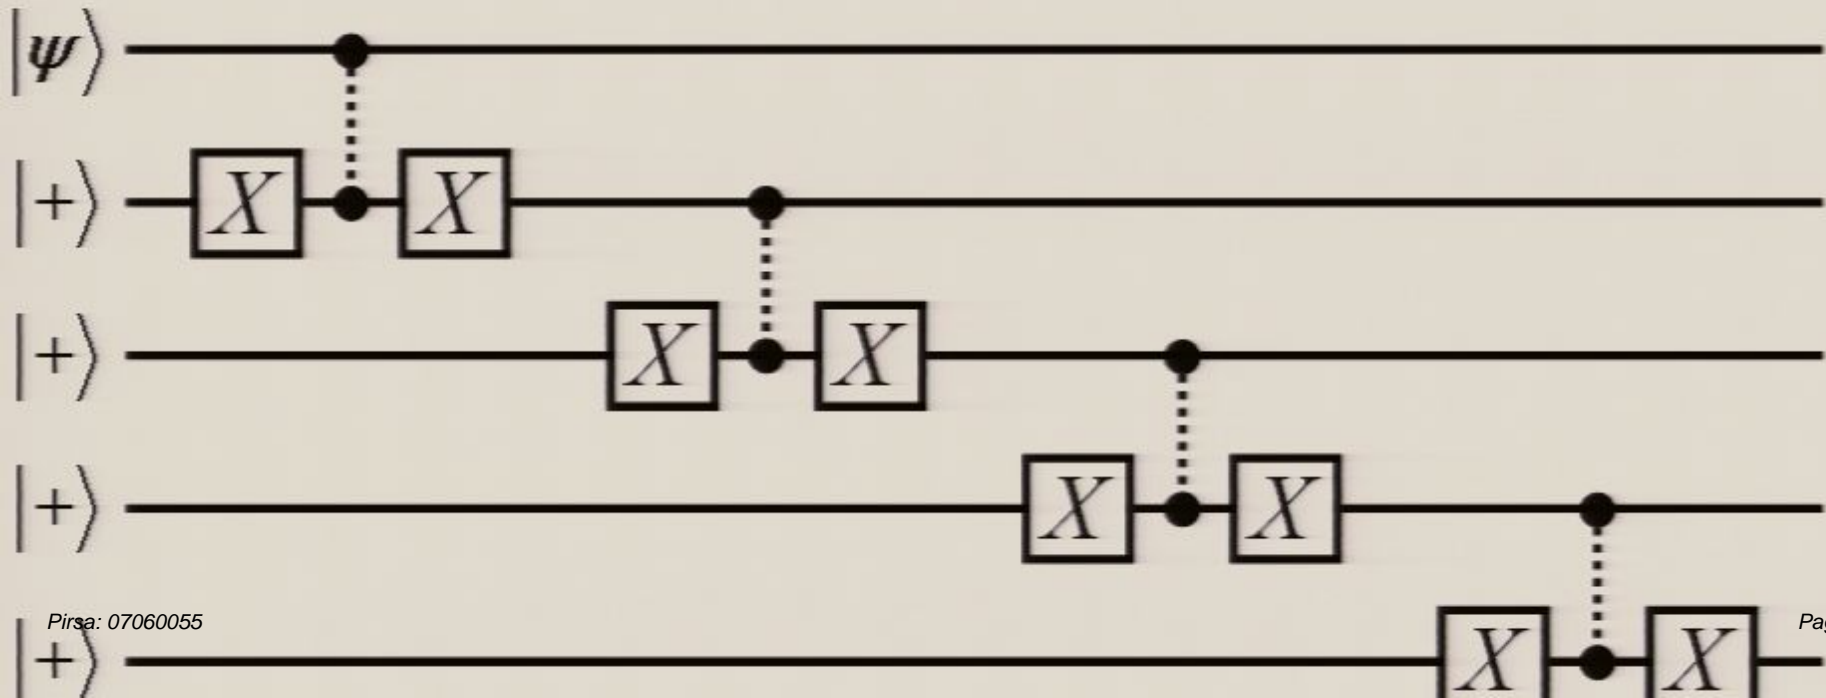 |ψ⟩
|+⟩ X X
|+⟩ X X
|+⟩ X X
Pirsa: 07060055
|+⟩ X X